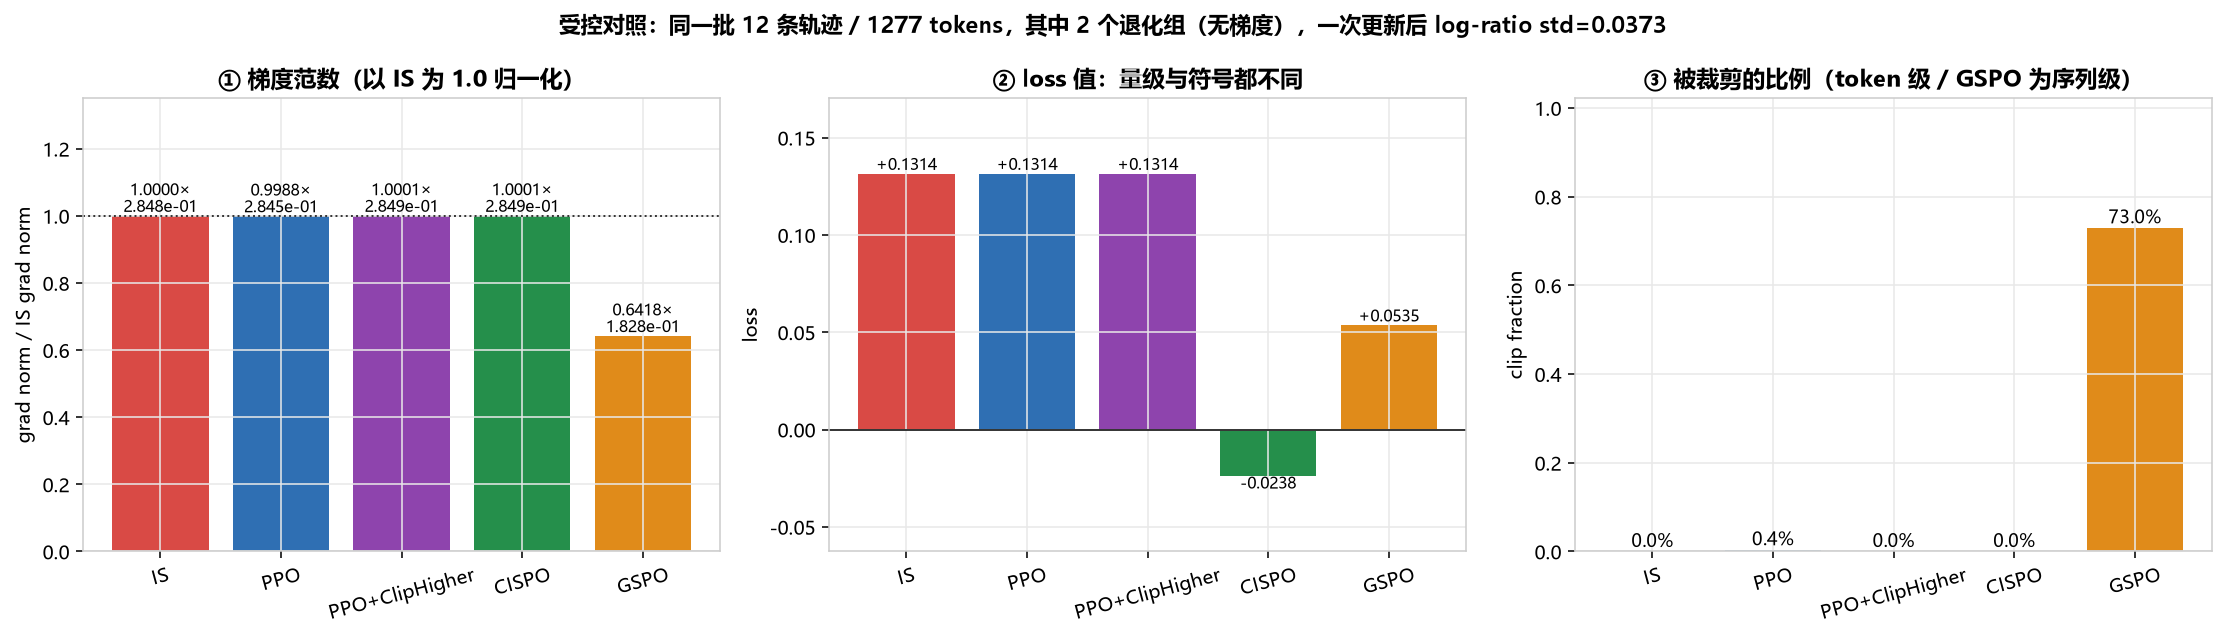 受控对照：同一批 12 条轨迹 / 1277 tokens，其中 2 个退化组（无梯度），一次更新后 log-ratio std=0.0373
① 梯度范数（以 IS 为 1.0 归一化）
grad norm / IS grad norm
1.2
1.0
0.8
0.6
0.4
0.2
0.0
1.0000×
2.848e-01
0.9988×
2.845e-01
1.0001×
2.849e-01
1.0001×
2.849e-01
0.6418×
1.828e-01
IS
PPO
PPO+ClipHigher
CISPO
GSPO
② loss 值：量级与符号都不同
loss
0.15
0.10
0.05
0.00
-0.05
+0.1314
+0.1314
+0.1314
-0.0238
+0.0535
IS
PPO
PPO+ClipHigher
CISPO
GSPO
③ 被裁剪的比例（token 级 / GSPO 为序列级）
clip fraction
1.0
0.8
0.6
0.4
0.2
0.0
0.0%
0.4%
0.0%
0.0%
73.0%
IS
PPO
PPO+ClipHigher
CISPO
GSPO